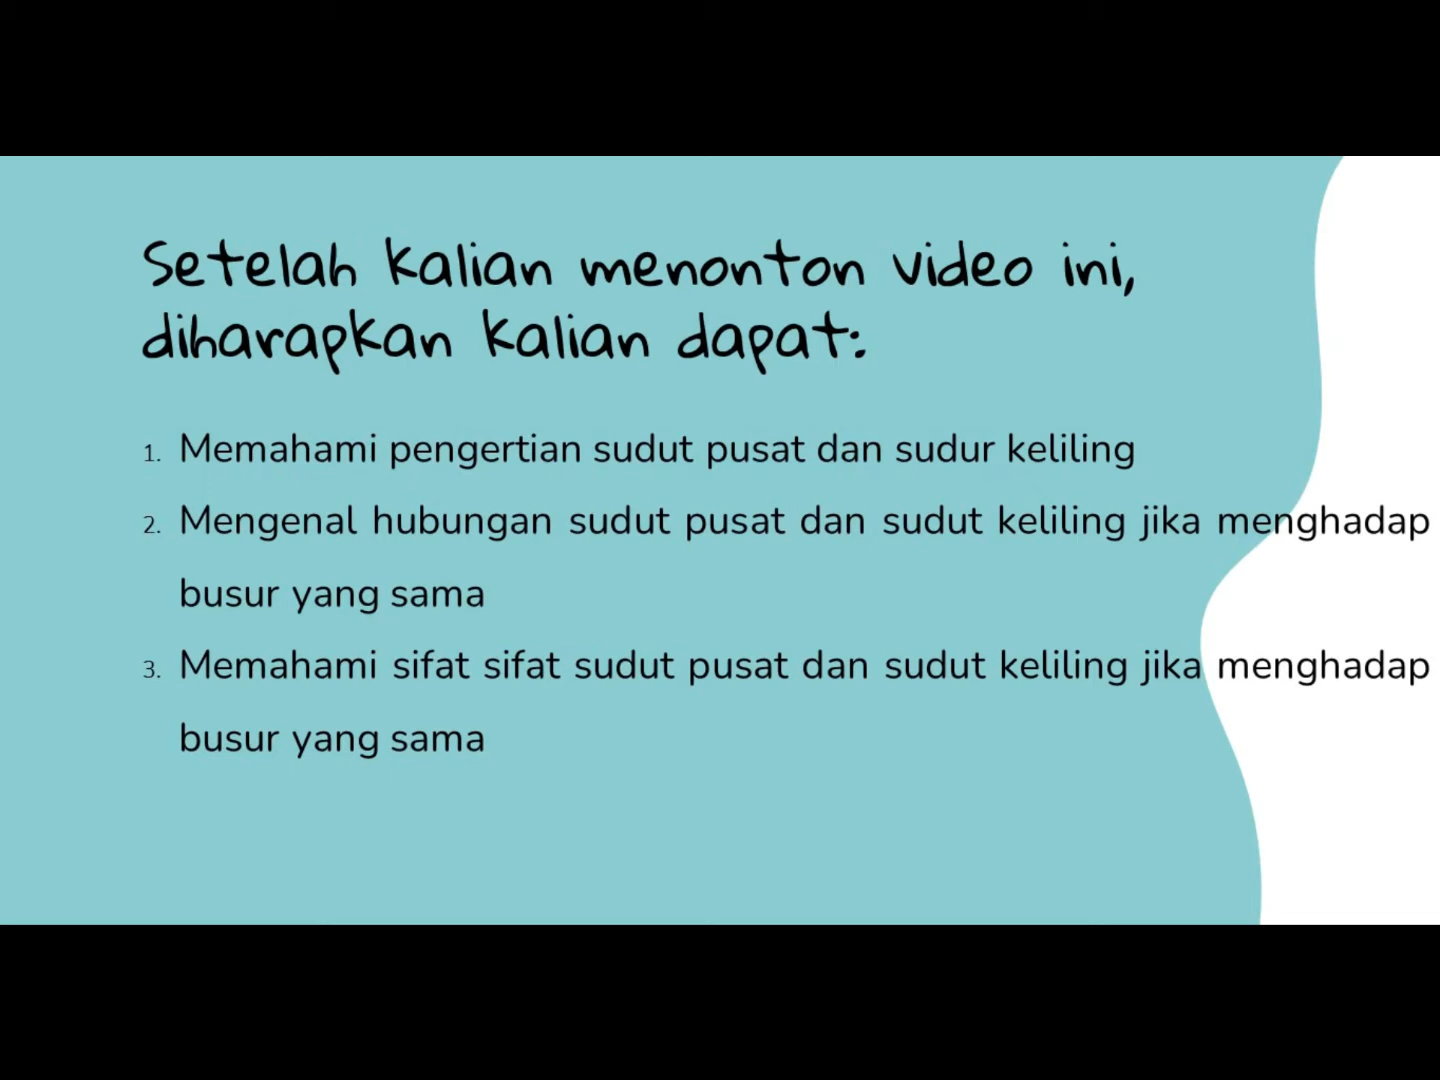 Setelah kalian menonton video ini,
diharapkan kalian dapat:
1. Memahami pengertian sudut pusat dan sudur keliling
2. Mengenal hubungan sudut pusat dan sudut keliling jika menghadap
busur yang sama
3. Memahami sifat sifat sudut pusat dan sudut keliling jika menghadap
busur yang sama